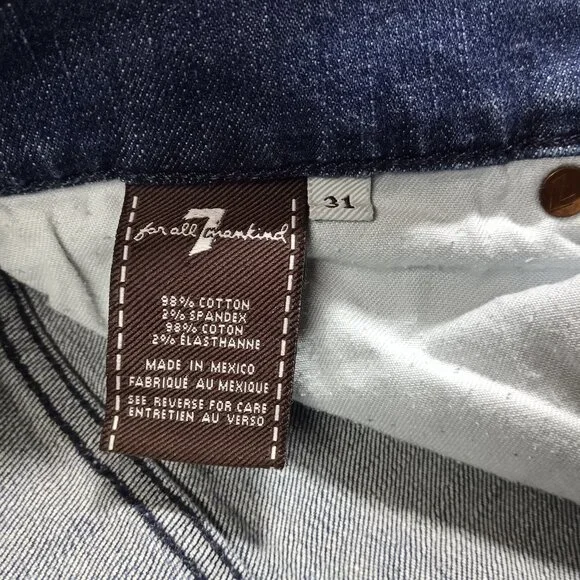 for all 7 mankind
31
98% COTTON
2% SPANDEX
98% COTON
2% ÉLASTHANNE
MADE IN MEXICO
FABRIQUÉ AU MEXIQUE
SEE REVERSE FOR CARE
ENTRETIEN AU VERSO